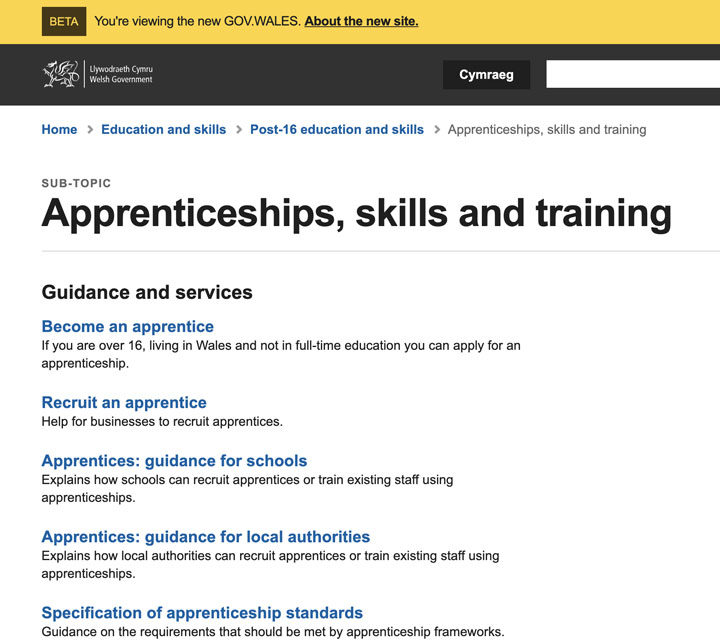 BETA You're viewing the new GOV.WALES. About the new site.
Llywodraeth Cymru
Welsh Government
Cymraeg
Home > Education and skills > Post-16 education and skills > Apprenticeships, skills and training
SUB-TOPIC
Apprenticeships, skills and training
Guidance and services
Become an apprentice
If you are over 16, living in Wales and not in full-time education you can apply for an
apprenticeship.
Recruit an apprentice
Help for businesses to recruit apprentices.
Apprentices: guidance for schools
Explains how schools can recruit apprentices or train existing staff using
apprenticeships.
Apprentices: guidance for local authorities
Explains how local authorities can recruit apprentices or train existing staff using
apprenticeships.
Specification of apprenticeship standards
Guidance on the requirements that should be met by apprenticeship frameworks.